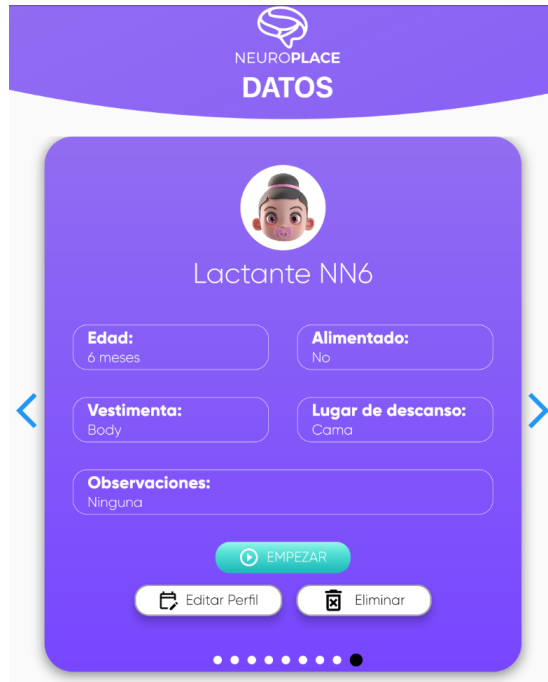 NEUROPLACE
DATOS
Lactante NN6
Edad:
6 meses
Alimentado:
No
Vestimenta:
Body
Lugar de descanso:
Cama
Observaciones:
Ninguna
EMPEZAR
Editar Perfil
Eliminar